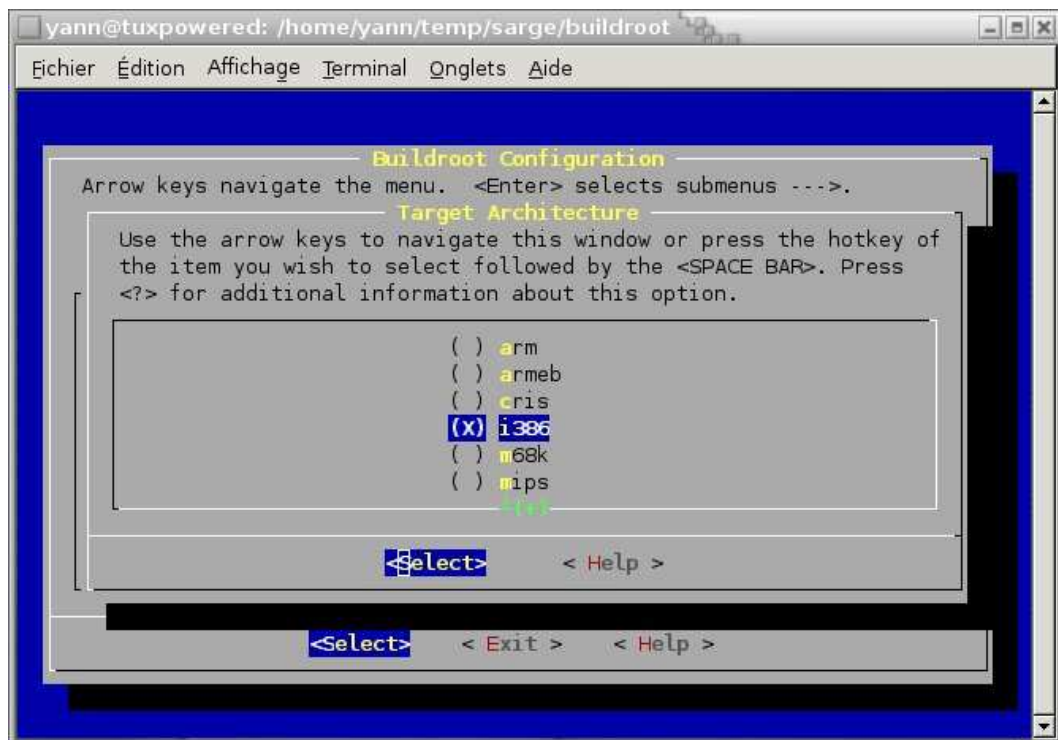 yann@tuxpowered: /home/yann/temp/sarge/buildroot
Fichier Édition Affichage Terminal Onglets Aide
Buildroot Configuration
Arrow keys navigate the menu. <Enter> selects submenus --->.
Target Architecture
Use the arrow keys to navigate this window or press the hotkey of
the item you wish to select followed by the <SPACE BAR>. Press
<?> for additional information about this option.
( ) arm
( ) armeb
( ) cris
(X) i386
( ) m68k
( ) mips
<Select> < Help >
<Select> < Exit > < Help >